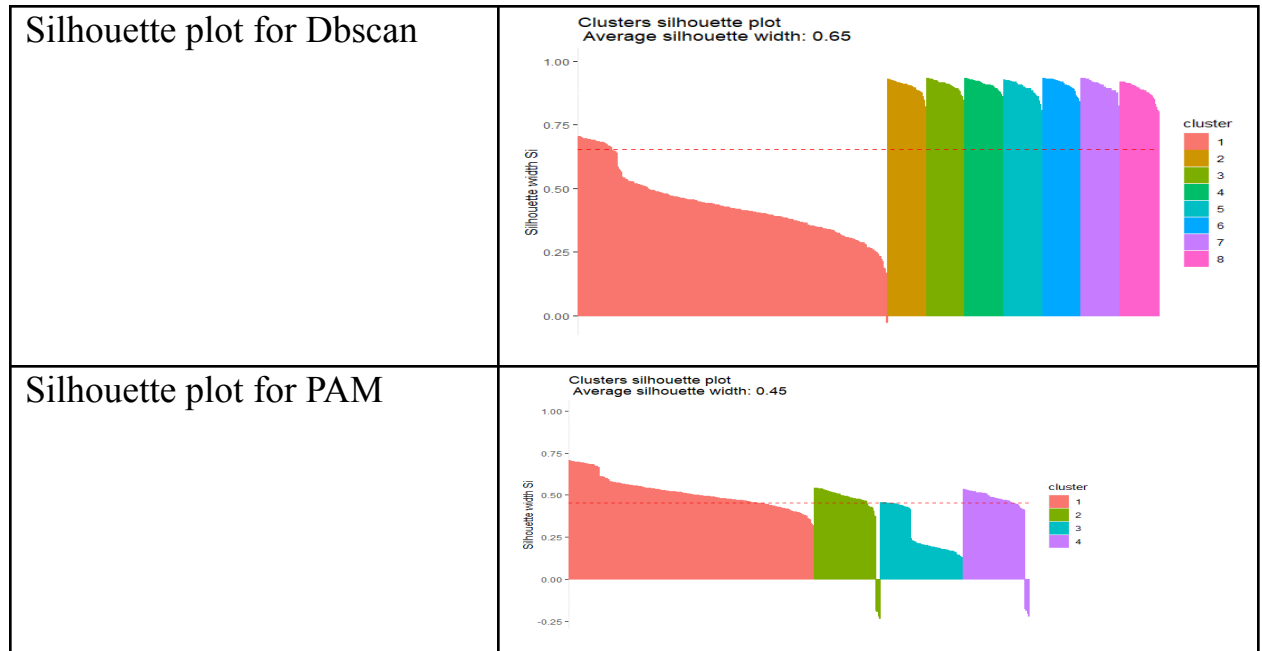 Silhouette plot for Dbscan
Clusters silhouette plot
Average silhouette width: 0.65
1.00
0.75
0.50
0.25
0.00
Silhouette width Si
cluster
1
2
3
4
5
6
7
8
Silhouette plot for PAM
Clusters silhouette plot
Average silhouette width: 0.45
1.00
0.75
0.50
0.25
0.00
-0.25
Silhouette width Si
cluster
1
2
3
4